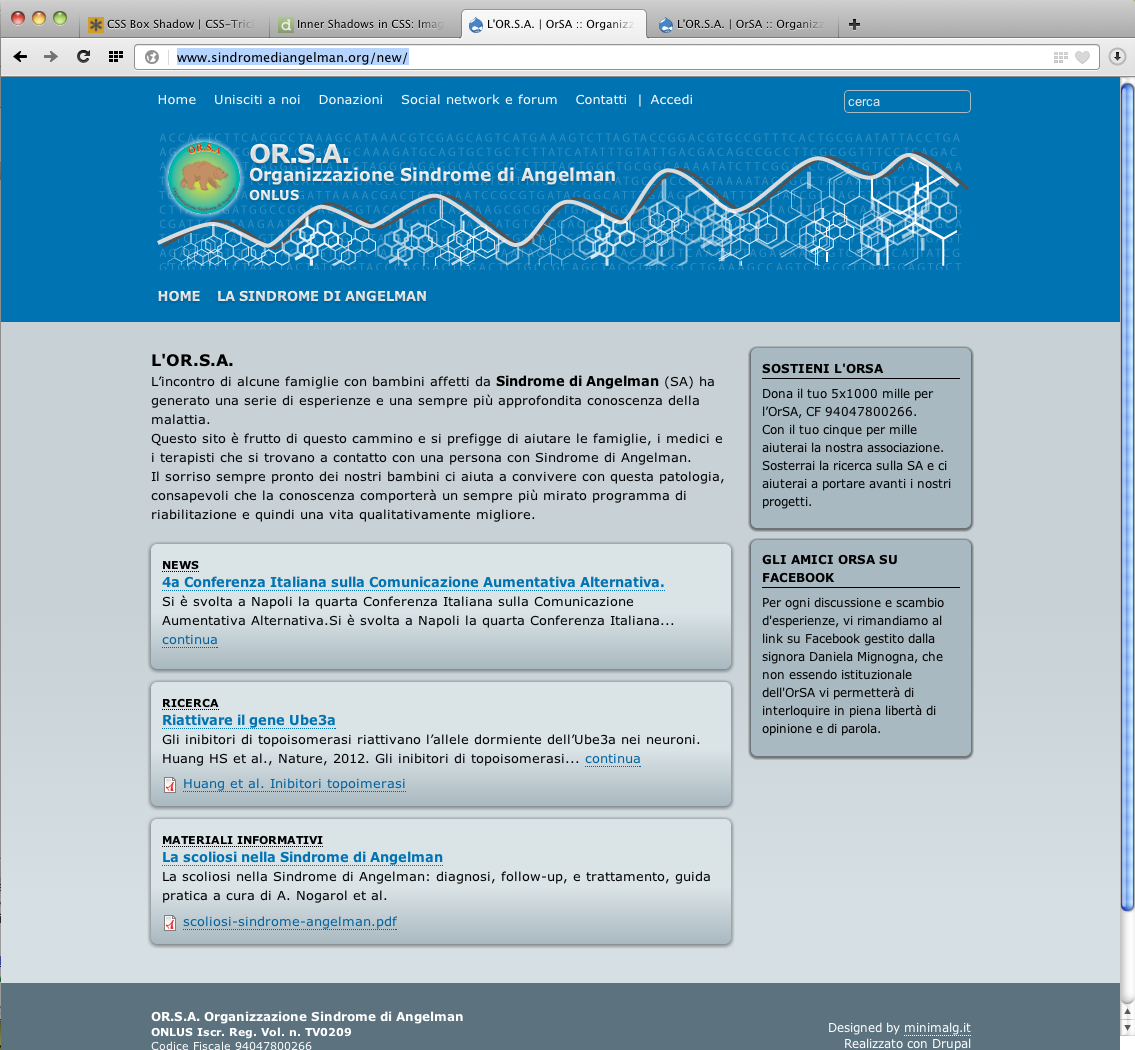 CSS Box Shadow | CSS-Tric
Inner Shadows in CSS: Imag
L'OR.S.A. | OrSA :: Organizz
L'OR.S.A. | OrSA :: Organizz
www.sindromediangelman.org/new/
Home Unisciti a noi Donazioni Social network e forum Contatti | Accedi
cerca
OR.S.A.
OR.S.A.
Organizzazione Sindrome di Angelman
ONLUS
HOME LA SINDROME DI ANGELMAN
L'OR.S.A.
L’incontro di alcune famiglie con bambini affetti da Sindrome di Angelman (SA) ha
generato una serie di esperienze e una sempre più approfondita conoscenza della
malattia.
Questo sito è frutto di questo cammino e si prefigge di aiutare le famiglie, i medici e
i terapisti che si trovano a contatto con una persona con Sindrome di Angelman.
Il sorriso sempre pronto dei nostri bambini ci aiuta a convivere con questa patologia,
consapevoli che la conoscenza comporterà un sempre più mirato programma di
riabilitazione e quindi una vita qualitativamente migliore.
NEWS
4a Conferenza Italiana sulla Comunicazione Aumentativa Alternativa.
Si è svolta a Napoli la quarta Conferenza Italiana sulla Comunicazione
Aumentativa Alternativa.Si è svolta a Napoli la quarta Conferenza Italiana...
continua
RICERCA
Riattivare il gene Ube3a
Gli inibitori di topoisomerasi riattivano l’allele dormiente dell’Ube3a nei neuroni.
Huang HS et al., Nature, 2012. Gli inibitori di topoisomerasi... continua
Huang et al. Inibitori topoimerasi
MATERIALI INFORMATIVI
La scoliosi nella Sindrome di Angelman
La scoliosi nella Sindrome di Angelman: diagnosi, follow-up, e trattamento, guida
pratica a cura di A. Nogarol et al.
scoliosi-sindrome-angelman.pdf
SOSTIENI L'ORSA
Dona il tuo 5x1000 mille per
l’OrSA, CF 94047800266.
Con il tuo cinque per mille
aiuterai la nostra associazione.
Sosterrai la ricerca sulla SA e ci
aiuterai a portare avanti i nostri
progetti.
GLI AMICI ORSA SU
FACEBOOK
Per ogni discussione e scambio
d'esperienze, vi rimandiamo al
link su Facebook gestito dalla
signora Daniela Mignogna, che
non essendo istituzionale
dell'OrSA vi permetterà di
interloquire in piena libertà di
opinione e di parola.
OR.S.A. Organizzazione Sindrome di Angelman
ONLUS Iscr. Reg. Vol. n. TV0209
Codice Fiscale 94047800266
Designed by minimalg.it
Realizzato con Drupal